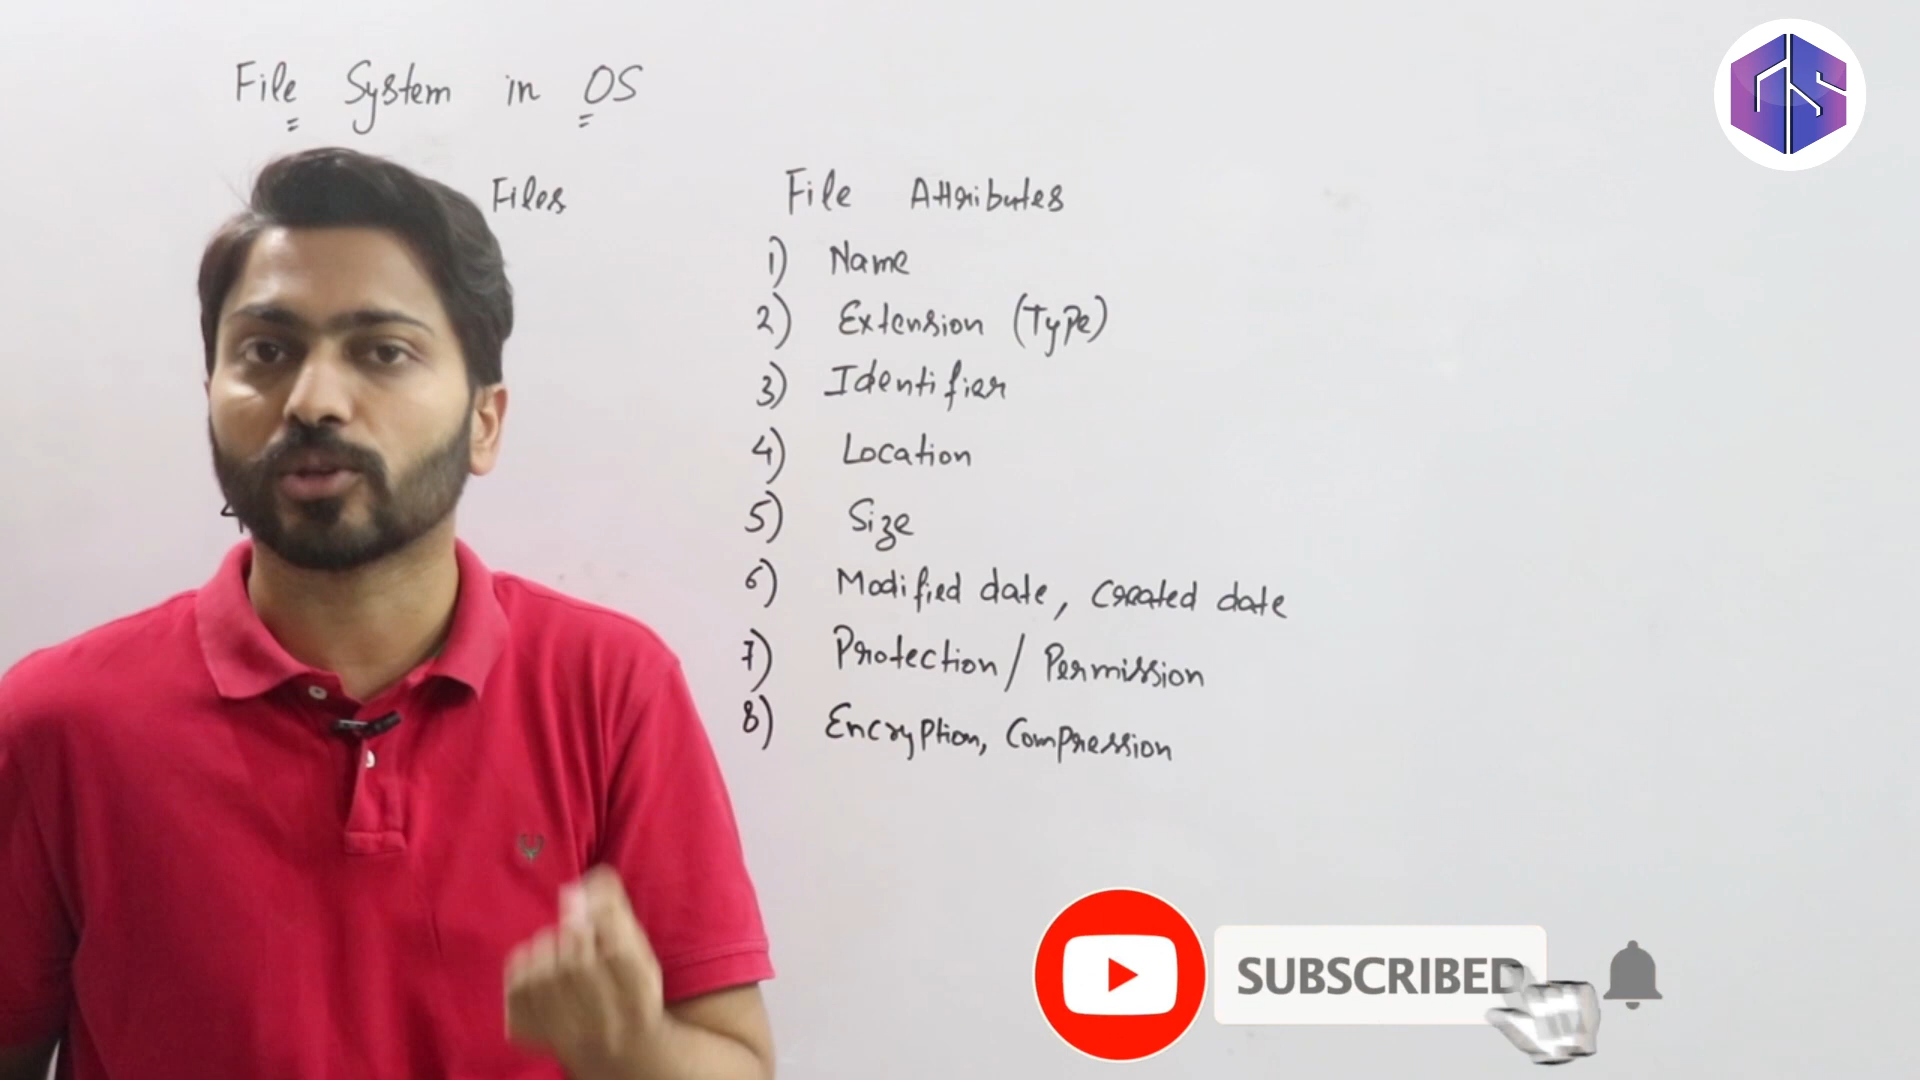 File System in OS
Files
File Attributes
1) Name
2) Extension (Type)
3) Identifier
4) Location
5) Size
6) Modified date, Created date
7) Protection/Permission
8) Encryption, Compression
SUBSCRIBED